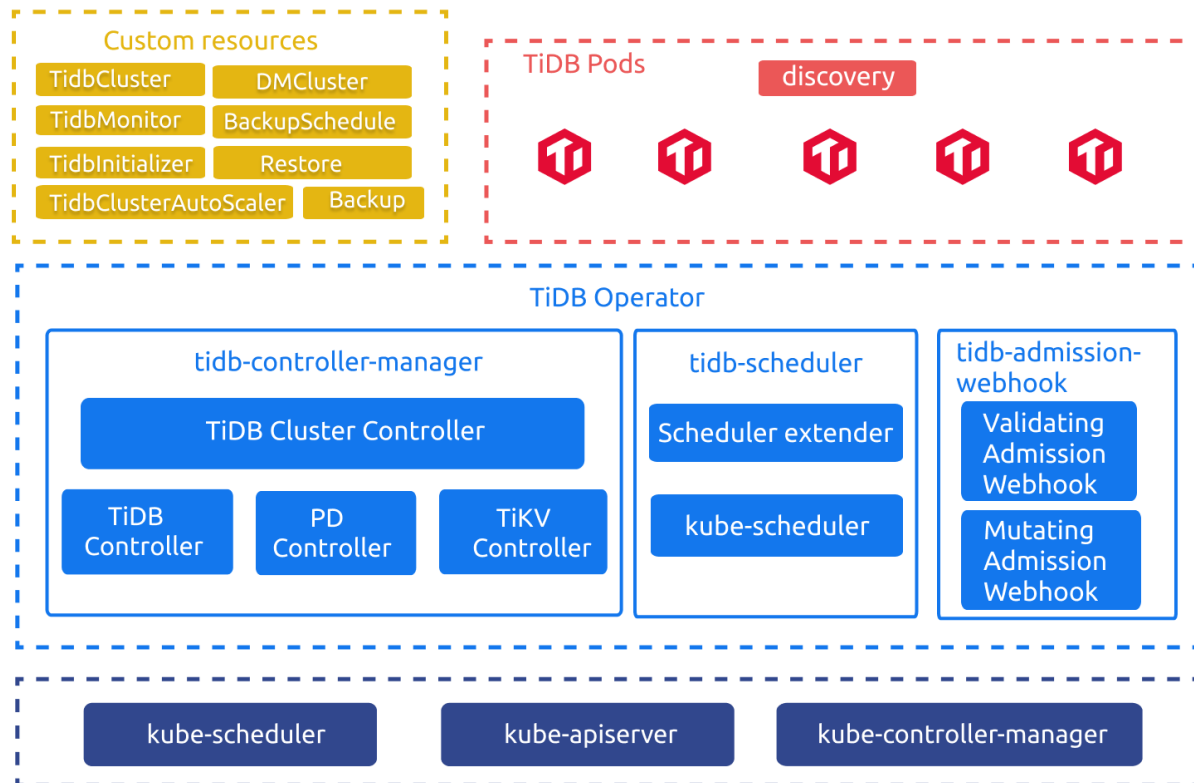 Custom resources
TidbCluster
DMCluster
TidbMonitor
BackupSchedule
TidbInitializer
Restore
TidbClusterAutoScaler
Backup
TiDB Pods
discovery
TiDB Operator
tidb-controller-manager
TiDB Cluster Controller
TiDB
Controller
PD
Controller
TiKV
Controller
tidb-scheduler
Scheduler extender
kube-scheduler
tidb-admission-
webhook
Validating
Admission
Webhook
Mutating
Admission
Webhook
kube-scheduler
kube-apiserver
kube-controller-manager